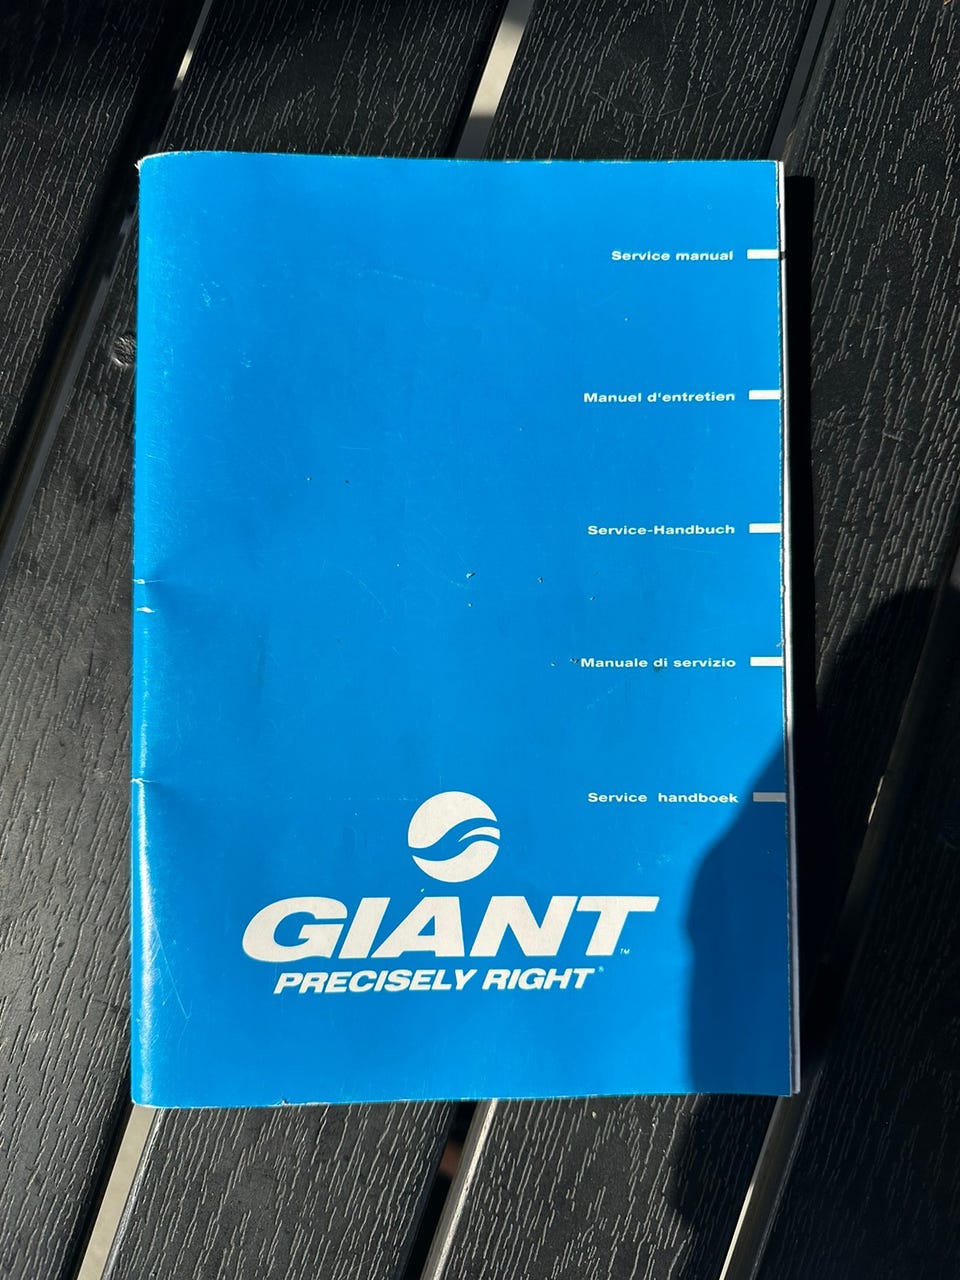 Service manual
Manuel d'entretien
Service-Handbuch
Manuale di servizio
Service handboek
GIANT™
PRECISELY RIGHT®